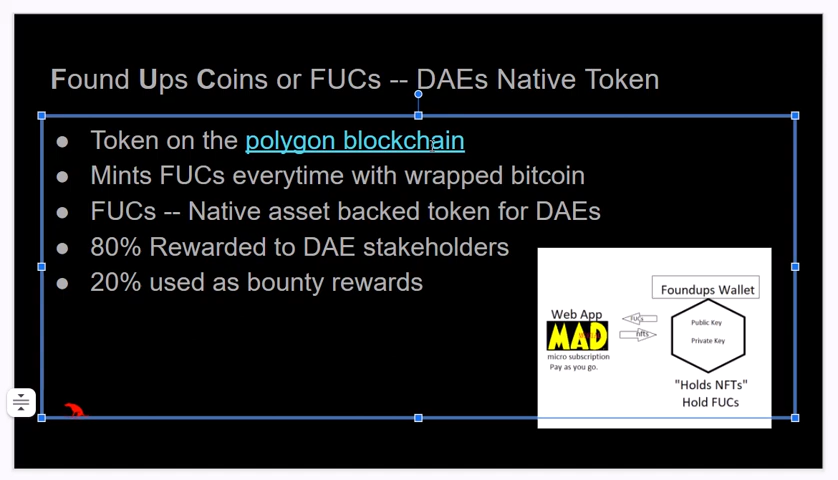 Found Ups Coins or FUCs -- DAEs Native Token
● Token on the polygon blockchain
● Mints FUCs everytime with wrapped bitcoin
● FUCs -- Native asset backed token for DAEs
● 80% Rewarded to DAE stakeholders
● 20% used as bounty rewards
Foundups Wallet
Web App
FUCs
nfts
Public Key
Private Key
MAD
micro subscription
Pay as you go.
"Holds NFTs"
Hold FUCs